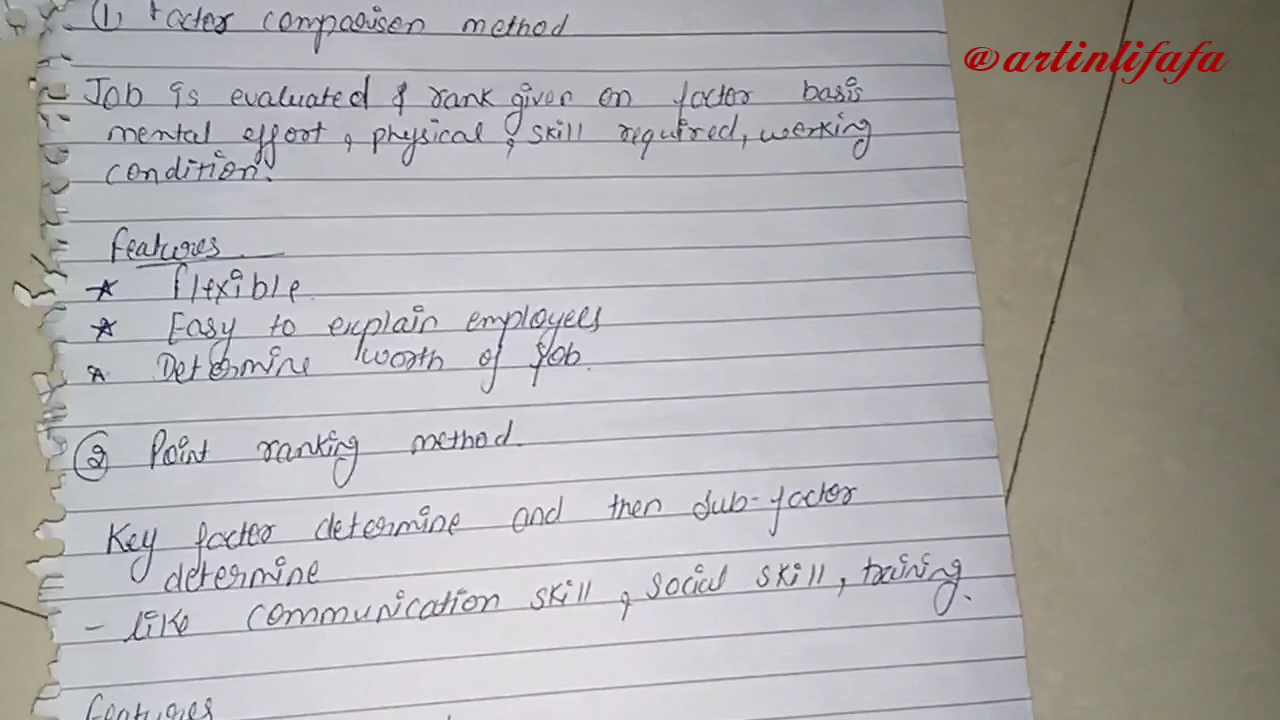 (1) Factor comparison method
@artinlifafa
Job is evaluated & rank given on factor basis
mental effort, physical, skill required, working
condition.
Features
* flexible.
* Easy to explain employees
* Determine worth of job.
(2) Point ranking method.
Key factor determine and then sub-factor
determine
- like communication skill, social skill, training.
Features